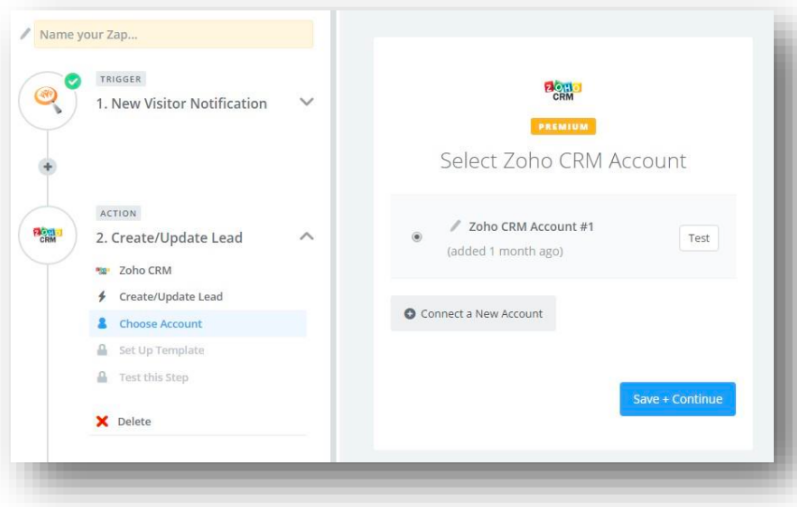 Name your Zap...
TRIGGER
1. New Visitor Notification
ACTION
2. Create/Update Lead
Zoho CRM
Create/Update Lead
Choose Account
Set Up Template
Test this Step
Delete
ZOHO
CRM
ZOHO
CRM
PREMIUM
Select Zoho CRM Account
Zoho CRM Account #1
(added 1 month ago)
Test
Connect a New Account
Save + Continue